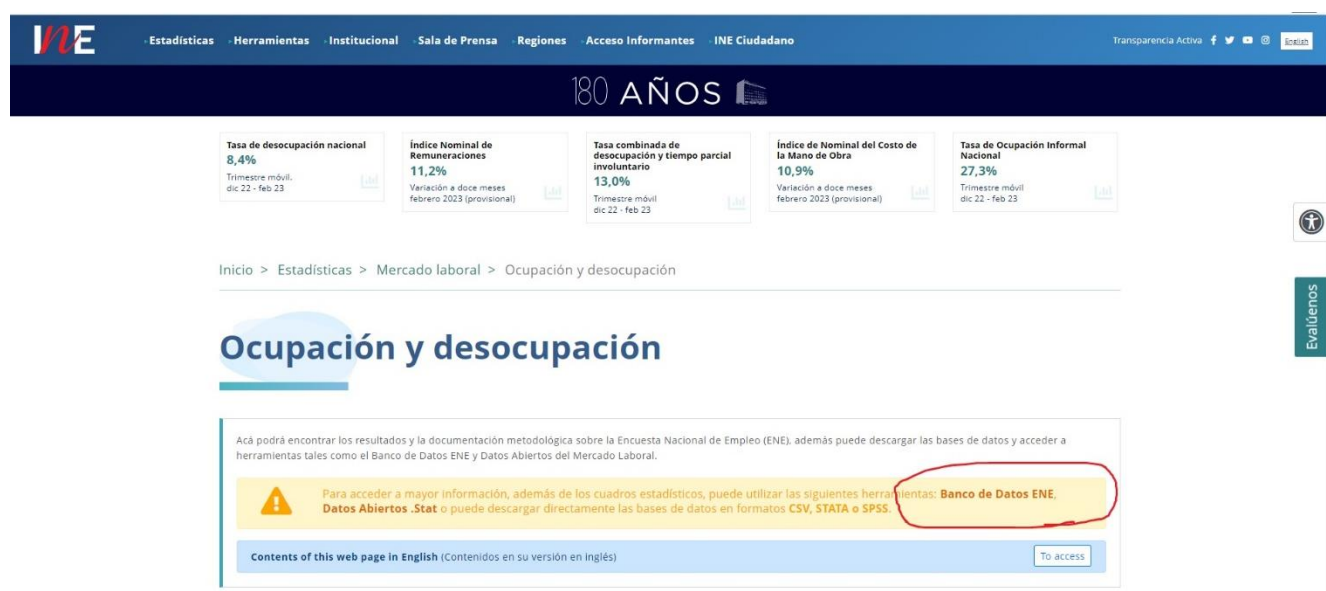 INE
Estadísticas Herramientas Institucional Sala de Prensa Regiones Acceso Informantes INE Ciudadano
Transparencia Activa
English
180 AÑOS
Tasa de desocupación nacional
8,4%
Trimestre móvil.
dic 22 - feb 23
Índice Nominal de
Remuneraciones
11,2%
Variación a doce meses
febrero 2023 (provisional)
Tasa combinada de
desocupación y tiempo parcial
involuntario
13,0%
Trimestre móvil
dic 22 - feb 23
Índice de Nominal del Costo de
la Mano de Obra
10,9%
Variación a doce meses
febrero 2023 (provisional)
Tasa de Ocupación Informal
Nacional
27,3%
Trimestre móvil
dic 22 - feb 23
Inicio > Estadísticas > Mercado laboral > Ocupación y desocupación
Evalúenos
Ocupación y desocupación
Acá podrá encontrar los resultados y la documentación metodológica sobre la Encuesta Nacional de Empleo (ENE), además puede descargar las bases de datos y acceder a
herramientas tales como el Banco de Datos ENE y Datos Abiertos del Mercado Laboral.
Para acceder a mayor información, además de los cuadros estadísticos, puede utilizar las siguientes herramientas: Banco de Datos ENE,
Datos Abiertos .Stat o puede descargar directamente las bases de datos en formatos CSV, STATA o SPSS.
Contents of this web page in English (Contenidos en su versión en inglés)
To access